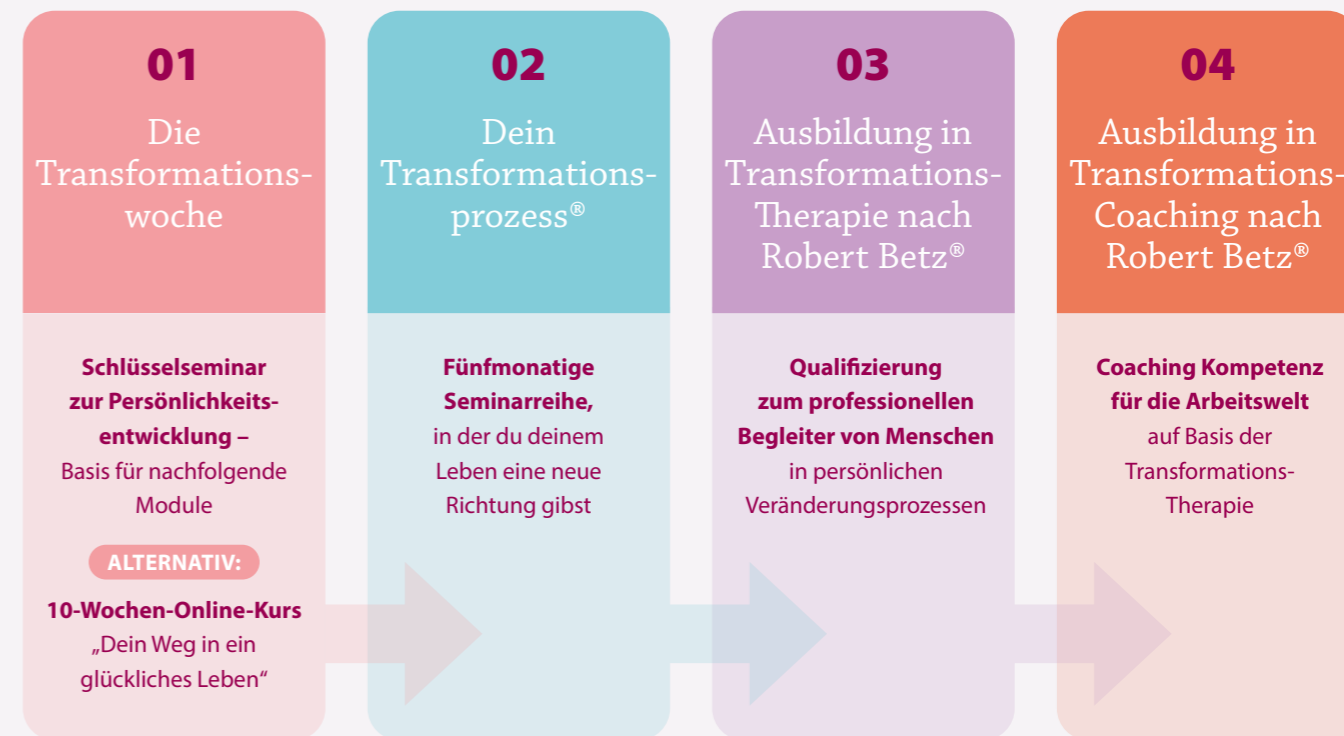 01
Die
Transformations-
woche
Schlüsselseminar
zur Persönlichkeits-
entwicklung –
Basis für nachfolgende
Module
ALTERNATIV:
10-Wochen-Online-Kurs
„Dein Weg in ein
glückliches Leben“
02
Dein
Transformations-
prozess®
Fünfmonatige
Seminarreihe,
in der du deinem
Leben eine neue
Richtung gibst
03
Ausbildung in
Transformations-
Therapie nach
Robert Betz®
Qualifizierung
zum professionellen
Begleiter von Menschen
in persönlichen
Veränderungsprozessen
04
Ausbildung in
Transformations-
Coaching nach
Robert Betz®
Coaching Kompetenz
für die Arbeitswelt
auf Basis der
Transformations-
Therapie